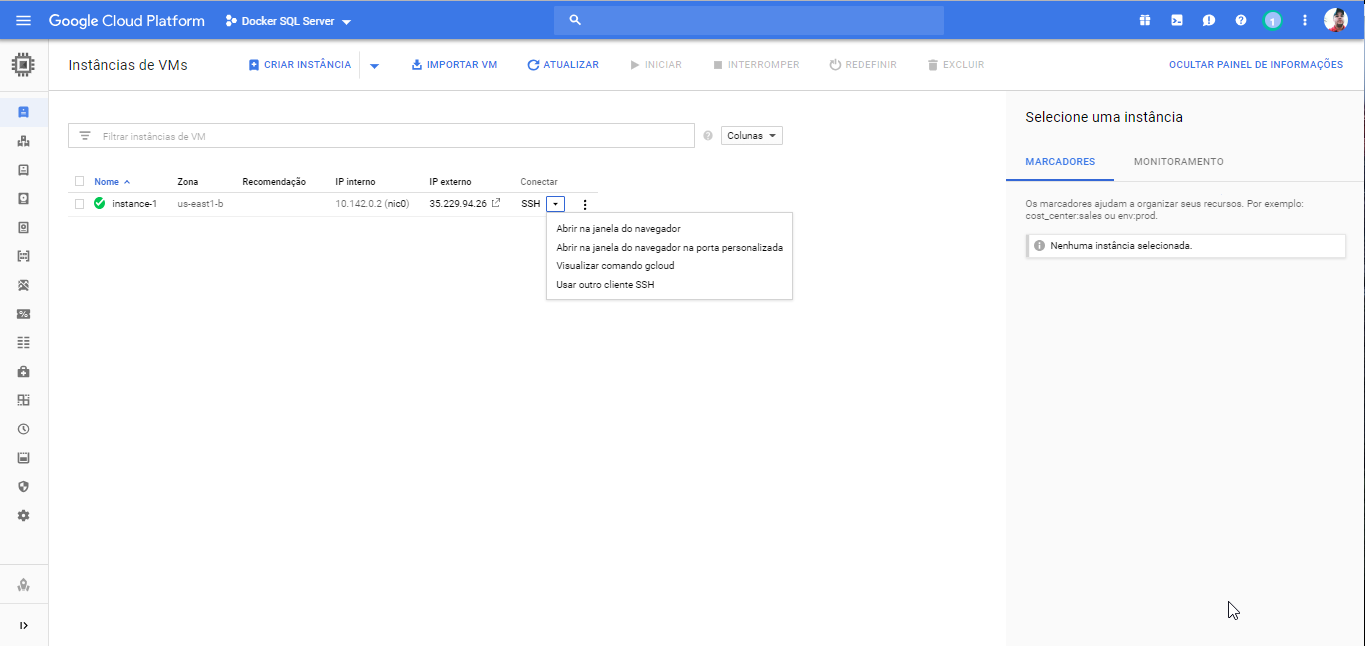 Google Cloud Platform Docker SQL Server 1
Instâncias de VMs CRIAR INSTÂNCIA IMPORTAR VM ATUALIZAR INICIAR INTERROMPER REDEFINIR EXCLUIR OCULTAR PAINEL DE INFORMAÇÕES
Filtrar instâncias de VM Colunas
Nome Zona Recomendação IP interno IP externo Conectar
instance-1 us-east1-b 10.142.0.2 (nic0) 35.229.94.26 SSH
Abrir na janela do navegador
Abrir na janela do navegador na porta personalizada
Visualizar comando gcloud
Usar outro cliente SSH
Selecione uma instância
MARCADORES MONITORAMENTO
Os marcadores ajudam a organizar seus recursos. Por exemplo:
cost_center:sales ou env:prod.
Nenhuma instância selecionada.